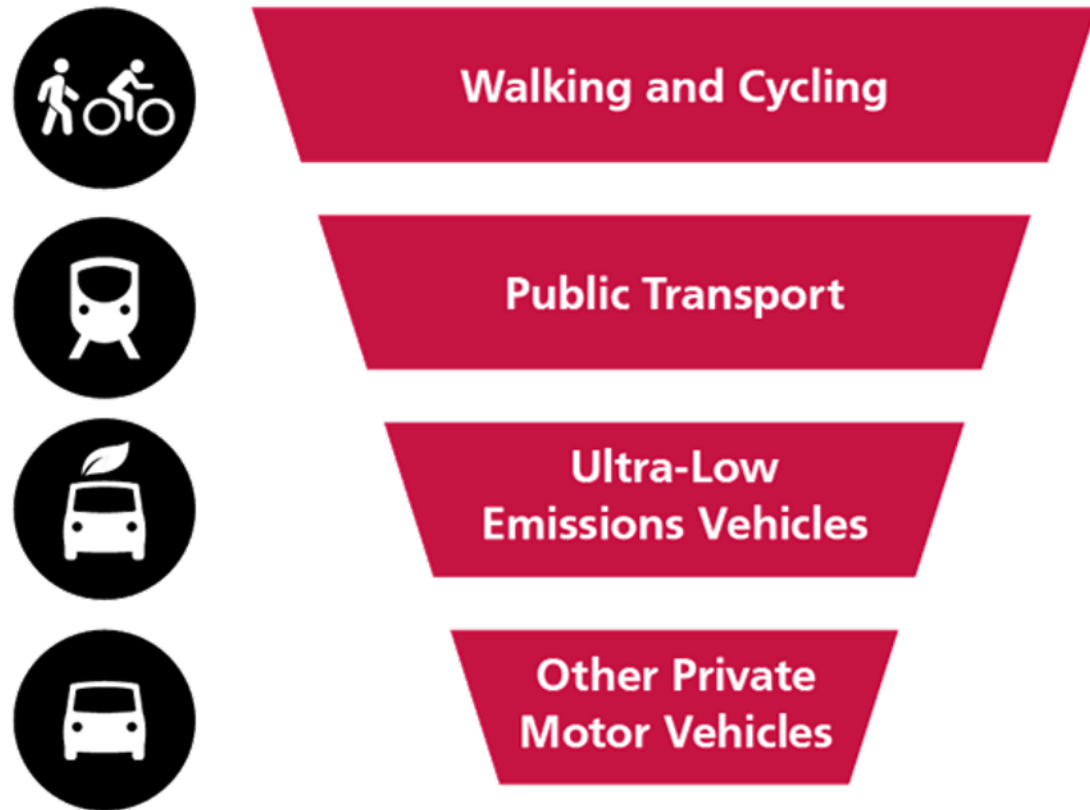 Walking and Cycling
Public Transport
Ultra-Low
Emissions Vehicles
Other Private
Motor Vehicles